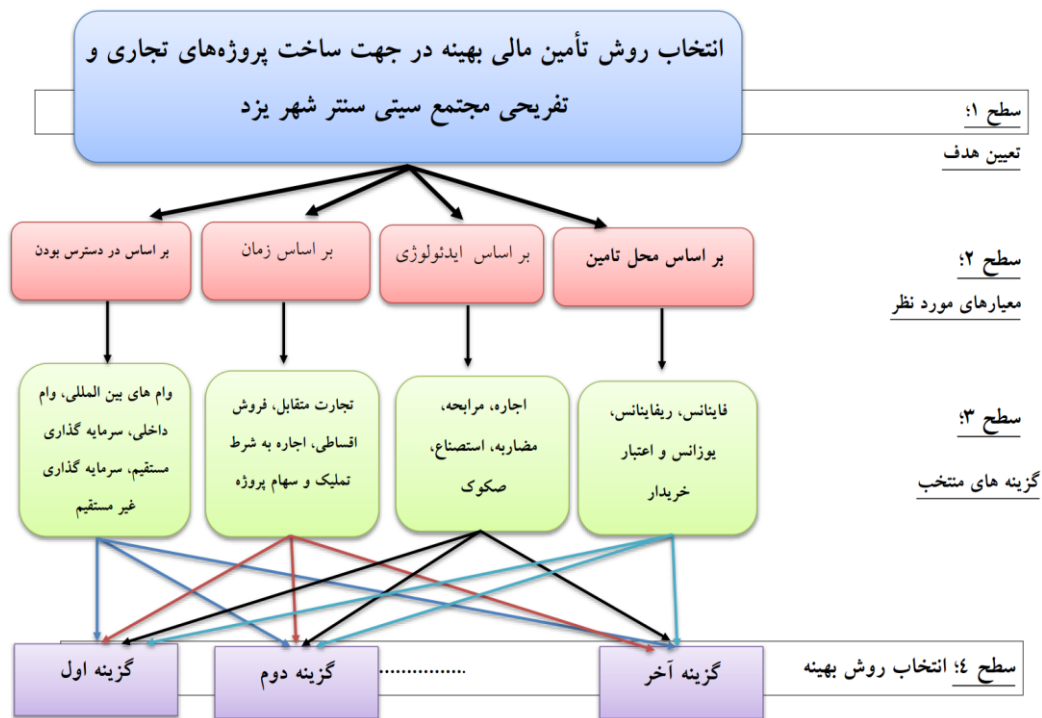 انتخاب روش تأمین مالی بهینه در جهت ساخت پروژه‌های تجاری و
تفریحی مجتمع سیتی سنتر شهر یزد
سطح ۱؛
تعیین هدف
بر اساس محل تامین
بر اساس ایدئولوژی
بر اساس زمان
بر اساس در دسترس بودن
سطح ۲؛
معیارهای مورد نظر
فاینانس، ریفاینانس،
یوزانس و اعتبار
خریدار
اجاره، مرابحه،
مضاربه، استصناع،
صکوک
تجارت متقابل، فروش
اقساطی، اجاره به شرط
تملیک و سهام پروژه
وام های بین المللی، وام
داخلی، سرمایه گذاری
مستقیم، سرمایه گذاری
غیر مستقیم
سطح ۳؛
گزینه های منتخب
سطح ٤؛ انتخاب روش بهینه
گزینه آخر
................
گزینه دوم
گزینه اول